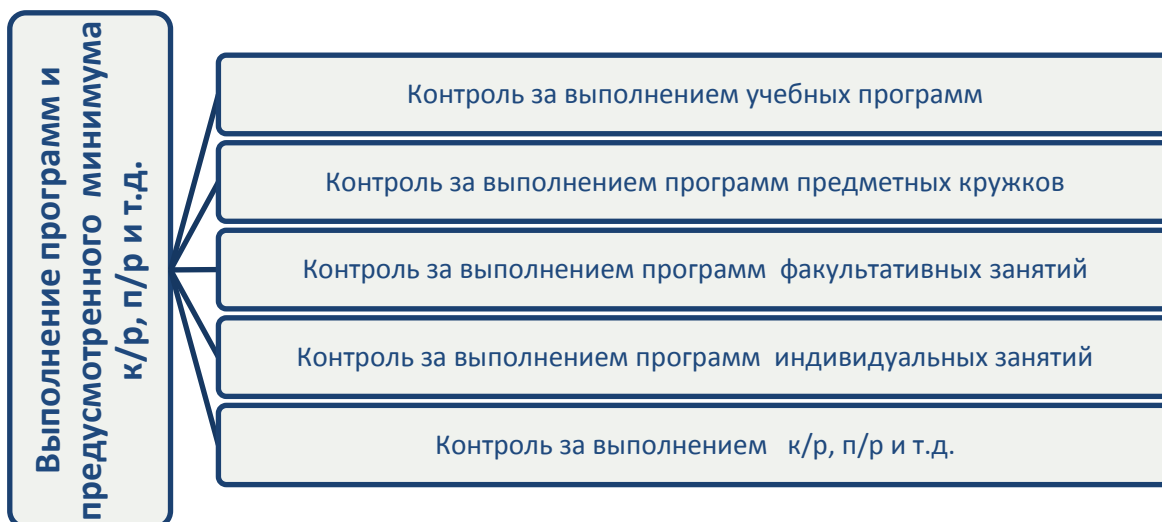 Выполнение программ и
предусмотренного минимума
к/р, п/р и т.д.
Контроль за выполнением учебных программ
Контроль за выполнением программ предметных кружков
Контроль за выполнением программ факультативных занятий
Контроль за выполнением программ индивидуальных занятий
Контроль за выполнением к/р, п/р и т.д.